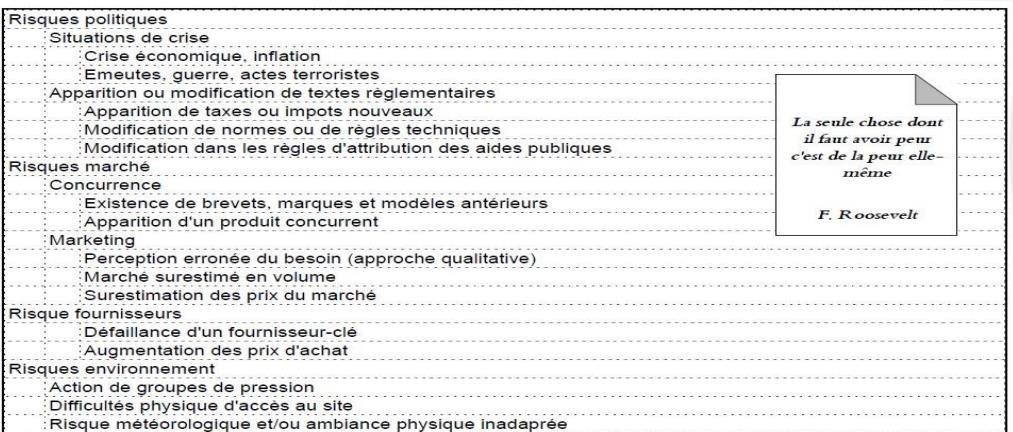 Risques politiques
Situations de crise
Crise économique, inflation
Emeutes, guerre, actes terroristes
Apparition ou modification de textes règlementaires
Apparition de taxes ou impots nouveaux
Modification de normes ou de règles techniques
Modification dans les règles d'attribution des aides publiques
Risques marché
Concurrence
Existence de brevets, marques et modèles antérieurs
Apparition d'un produit concurrent
Marketing
Perception erronée du besoin (approche qualitative)
Marché surestimé en volume
Surestimation des prix du marché
Risque fournisseurs
Défaillance d'un fournisseur-clé
Augmentation des prix d'achat
Risques environnement
Action de groupes de pression
Difficultés physique d'accès au site
Risque météorologique et/ou ambiance physique inadaprée
La seule chose dont
il faut avoir peur
c'est de la peur elle-
même
F. Roosevelt